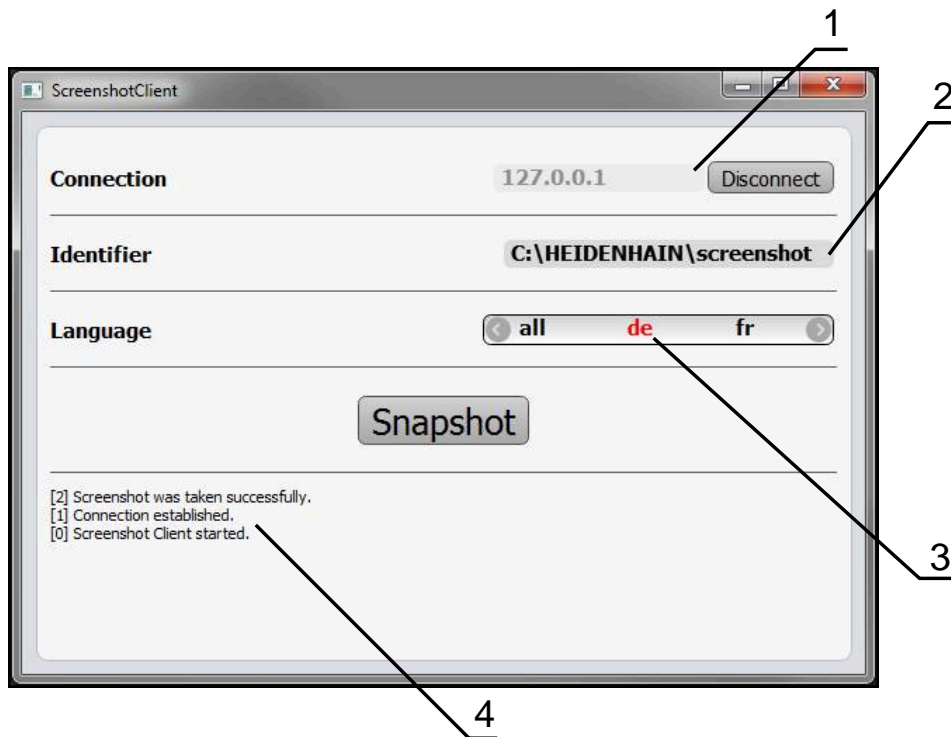 1
ScreenshotClient
2
Connection 127.0.0.1 Disconnect
Identifier C:\HEIDENHAIN\screenshot
Language all de fr
Snapshot
[2] Screenshot was taken successfully.
[1] Connection established.
[0] Screenshot Client started.
3
4